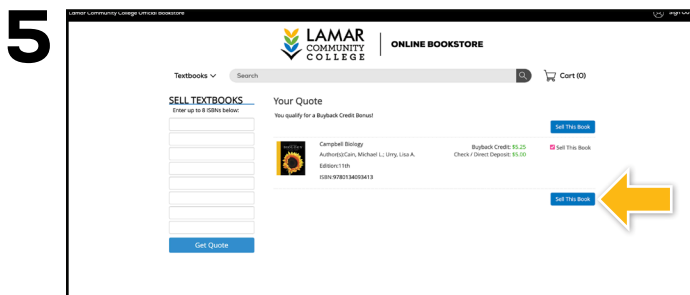 5
Lamar Community College Official Bookstore
Sign Out
LAMAR
COMMUNITY
COLLEGE
ONLINE BOOKSTORE
Textbooks
Search
Cart (0)
SELL TEXTBOOKS
Enter up to 8 ISBNs below:
Get Quote
Your Quote
You qualify for a Buyback Credit Bonus!
Sell This Book
Campbell Biology
Author(s):Cain, Michael L.; Urry, Lisa A.
Edition:11th
ISBN:9780134093413
Buyback Credit: $5.25
Check / Direct Deposit: $5.00
Sell This Book
Sell This Book